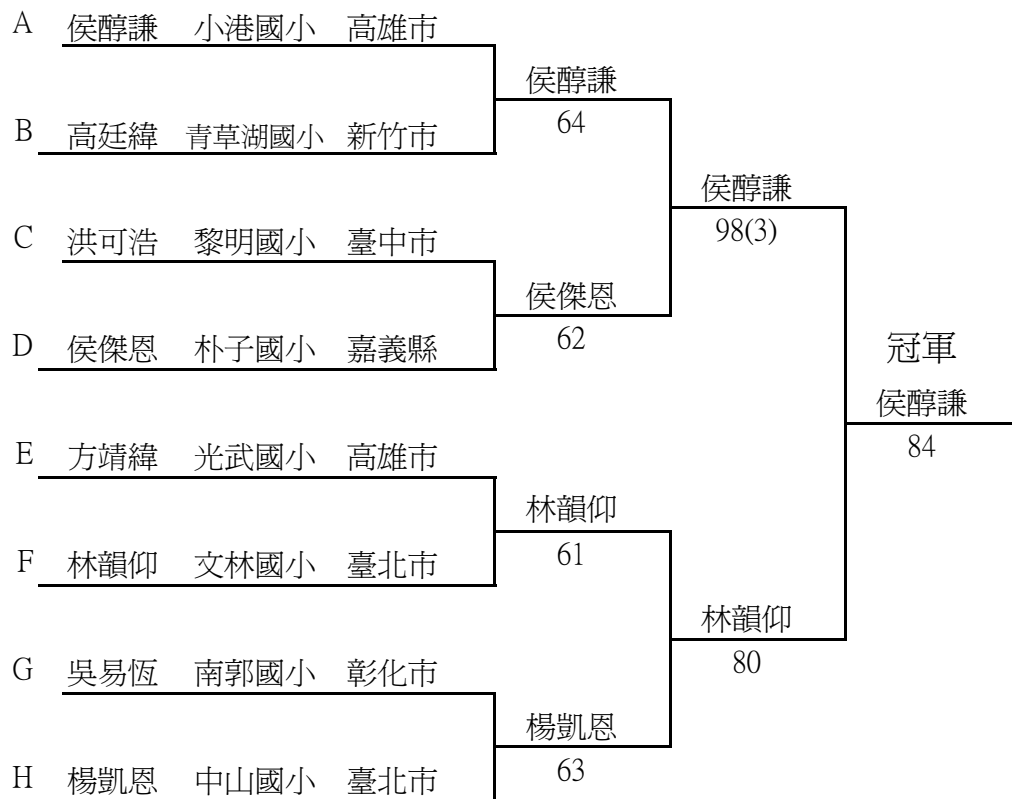 A 侯醇謙 小港國小 高雄市
侯醇謙
64
B 高廷緯 青草湖國小 新竹市
侯醇謙
98(3)
C 洪可浩 黎明國小 臺中市
侯傑恩
62
D 侯傑恩 朴子國小 嘉義縣
冠軍
侯醇謙
84
E 方靖緯 光武國小 高雄市
林韻仰
61
F 林韻仰 文林國小 臺北市
林韻仰
80
G 吳易恆 南郭國小 彰化市
楊凱恩
63
H 楊凱恩 中山國小 臺北市